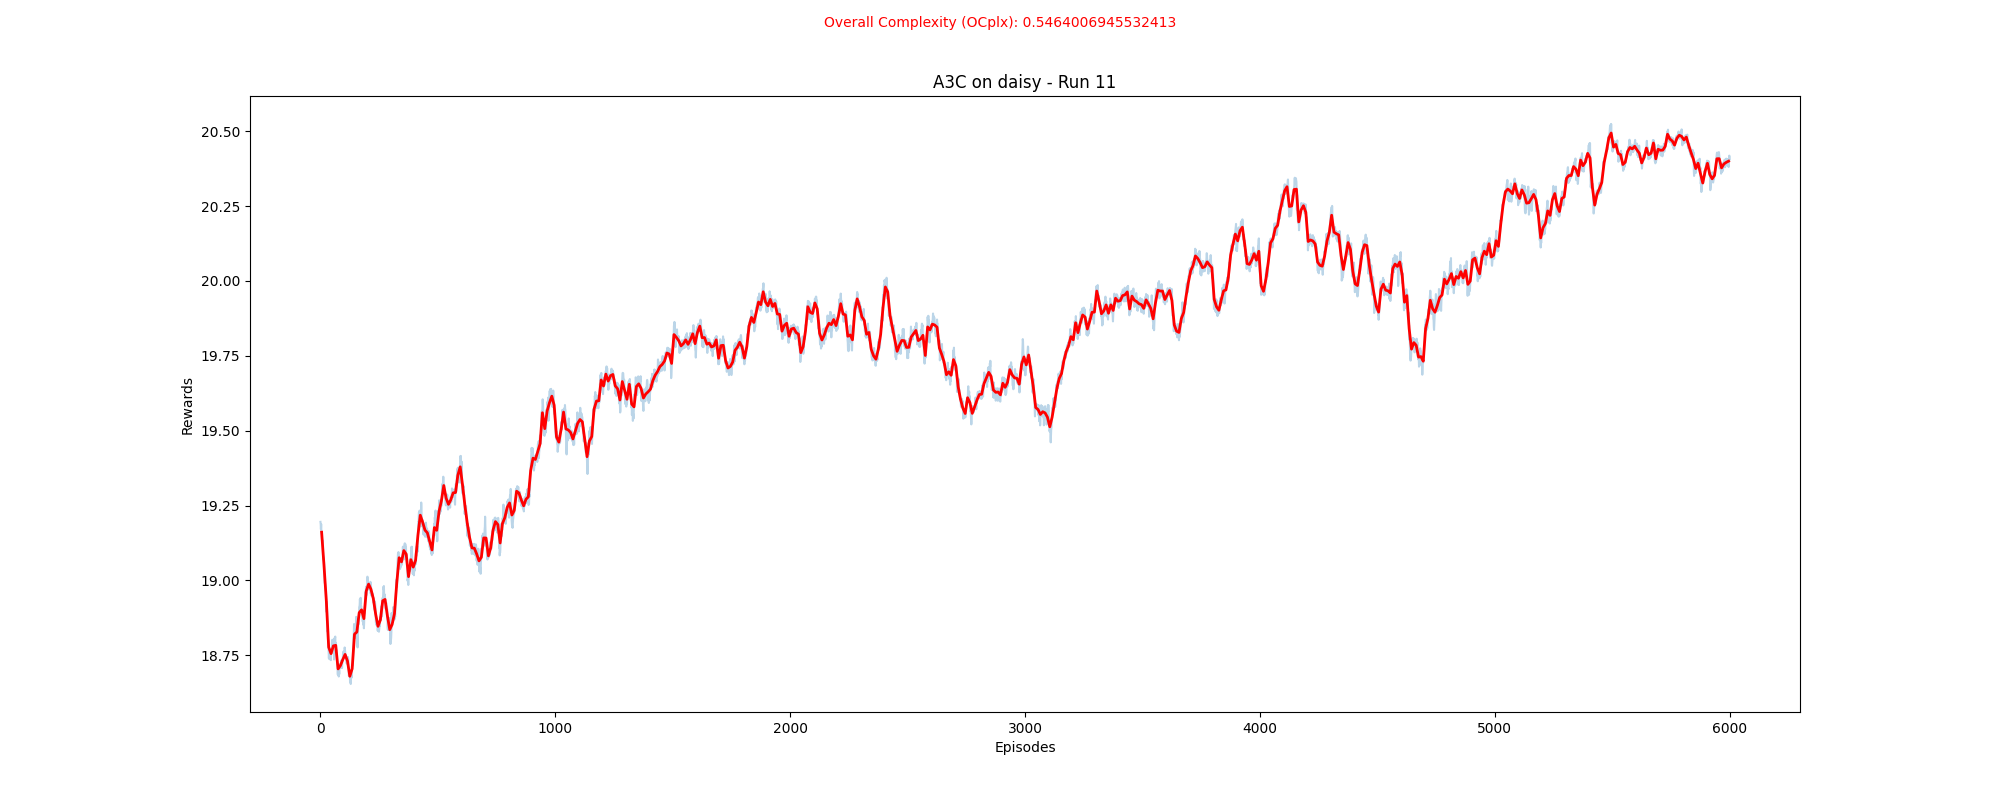 Overall Complexity (OCplx): 0.5464006945532413
A3C on daisy - Run 11
20.50
20.25
20.00
19.75
19.50
19.25
19.00
18.75
Rewards
0 1000 2000 3000 4000 5000 6000
Episodes